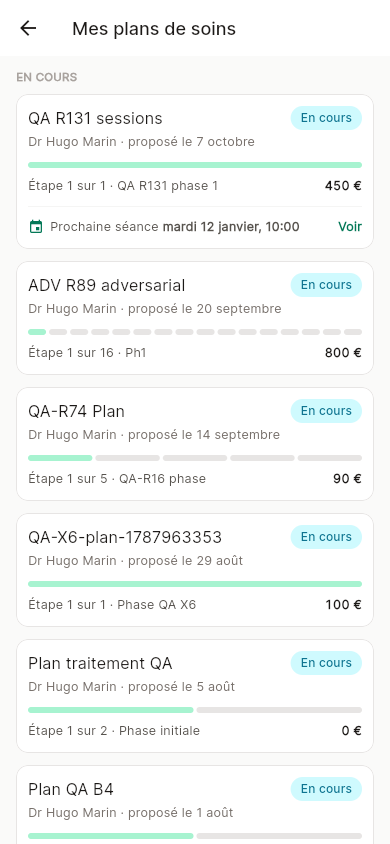 Mes plans de soins
EN COURS
QA R131 sessions
En cours
Dr Hugo Marin · proposé le 7 octobre
Étape 1 sur 1 · QA R131 phase 1
450 €
Prochaine séance mardi 12 janvier, 10:00
Voir
ADV R89 adversarial
En cours
Dr Hugo Marin · proposé le 20 septembre
Étape 1 sur 16 · Ph1
800 €
QA-R74 Plan
En cours
Dr Hugo Marin · proposé le 14 septembre
Étape 1 sur 5 · QA-R16 phase
90 €
QA-X6-plan-1787963353
En cours
Dr Hugo Marin · proposé le 29 août
Étape 1 sur 1 · Phase QA X6
100 €
Plan traitement QA
En cours
Dr Hugo Marin · proposé le 5 août
Étape 1 sur 2 · Phase initiale
0 €
Plan QA B4
En cours
Dr Hugo Marin · proposé le 1 août